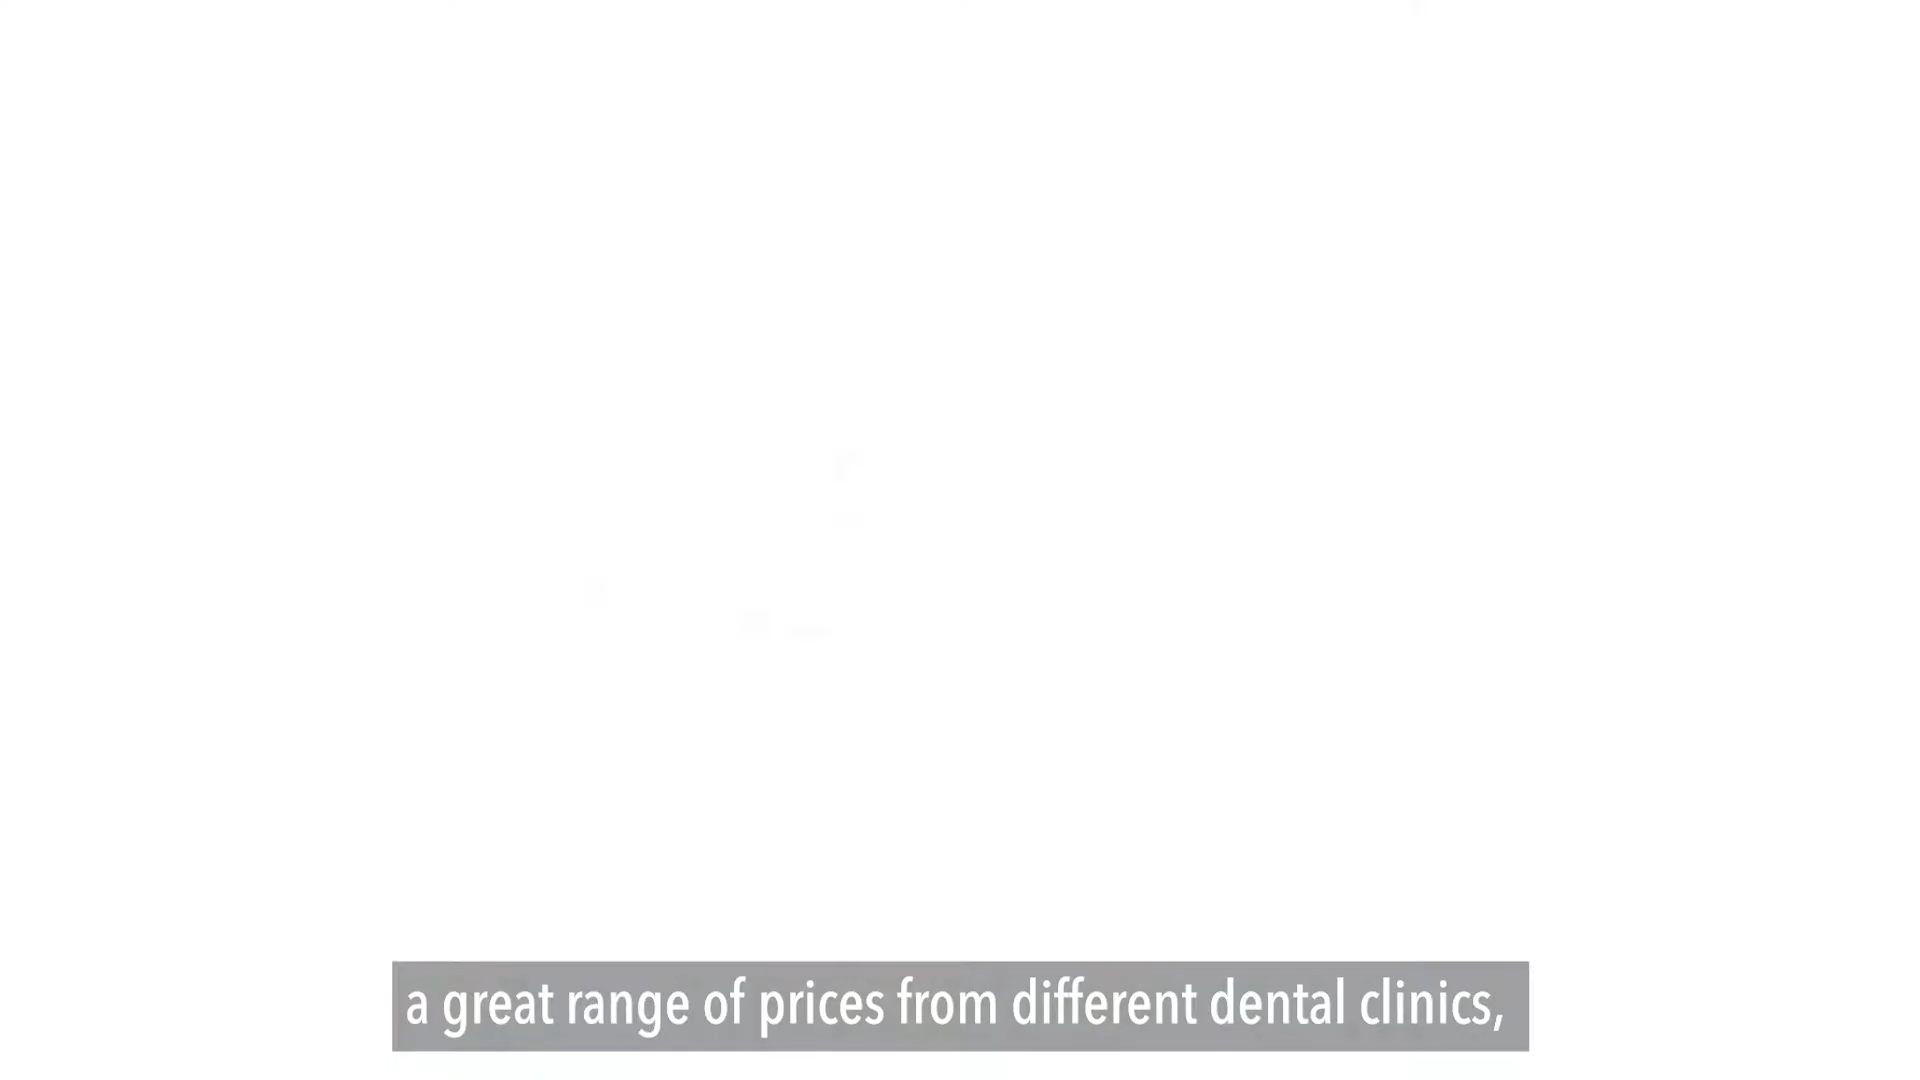 a great range of prices from different dental clinics,